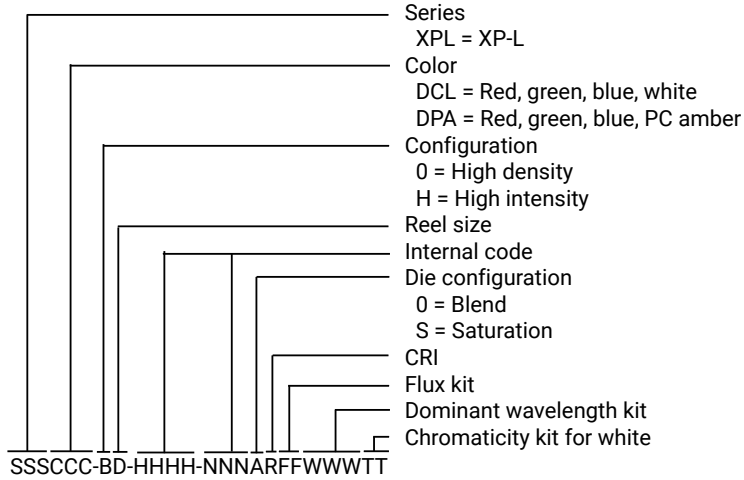 Series
XPL = XP-L
Color
DCL = Red, green, blue, white
DPA = Red, green, blue, PC amber
Configuration
0 = High density
H = High intensity
Reel size
Internal code
Die configuration
0 = Blend
S = Saturation
CRI
Flux kit
Dominant wavelength kit
Chromaticity kit for white
SSSCCC-BD-HHHH-NNNARFFWWWTT